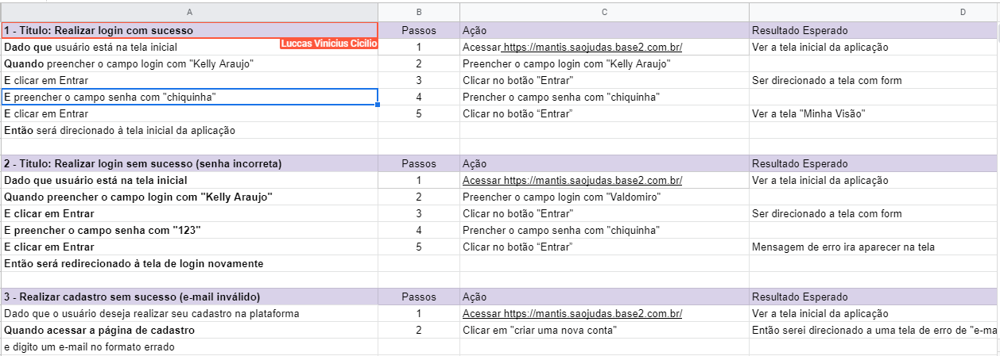 A B C D
1 - Titulo: Realizar login com sucesso Passos Ação Resultado Esperado
Luccas Vinicius Cicilio
Dado que usuário está na tela inicial 1 Acessar https://mantis.saojudas.base2.com.br/ Ver a tela inicial da aplicação
Quando preencher o campo login com "Kelly Araujo" 2 Preencher o campo login com "Kelly Araujo"
E clicar em Entrar 3 Clicar no botão "Entrar" Ser direcionado a tela com form
E preencher o campo senha com "chiquinha" 4 Prencher o campo senha com "chiquinha"
E clicar em Entrar 5 Clicar no botão “Entrar” Ver a tela "Minha Visão"
Então será direcionado à tela inicial da aplicação
2 - Titulo: Realizar login sem sucesso (senha incorreta) Passos Ação Resultado Esperado
Dado que usuário está na tela inicial 1 Acessar https://mantis.saojudas.base2.com.br/ Ver a tela inicial da aplicação
Quando preencher o campo login com "Kelly Araujo" 2 Preencher o campo login com "Valdomiro"
E clicar em Entrar 3 Clicar no botão "Entrar" Ser direcionado a tela com form
E preencher o campo senha com "123" 4 Prencher o campo senha com "chiquinha"
E clicar em Entrar 5 Clicar no botão “Entrar” Mensagem de erro ira aparecer na tela
Então será redirecionado à tela de login novamente
3 - Realizar cadastro sem sucesso (e-mail inválido) Passos Ação Resultado Esperado
Dado que o usuário deseja realizar seu cadastro na plataforma 1 Acessar https://mantis.saojudas.base2.com.br/ Ver a tela inicial da aplicação
Quando acessar a página de cadastro 2 Clicar em "criar uma nova conta" Então serei direcionado a uma tela de erro de "e-ma
e digito um e-mail no formato errado